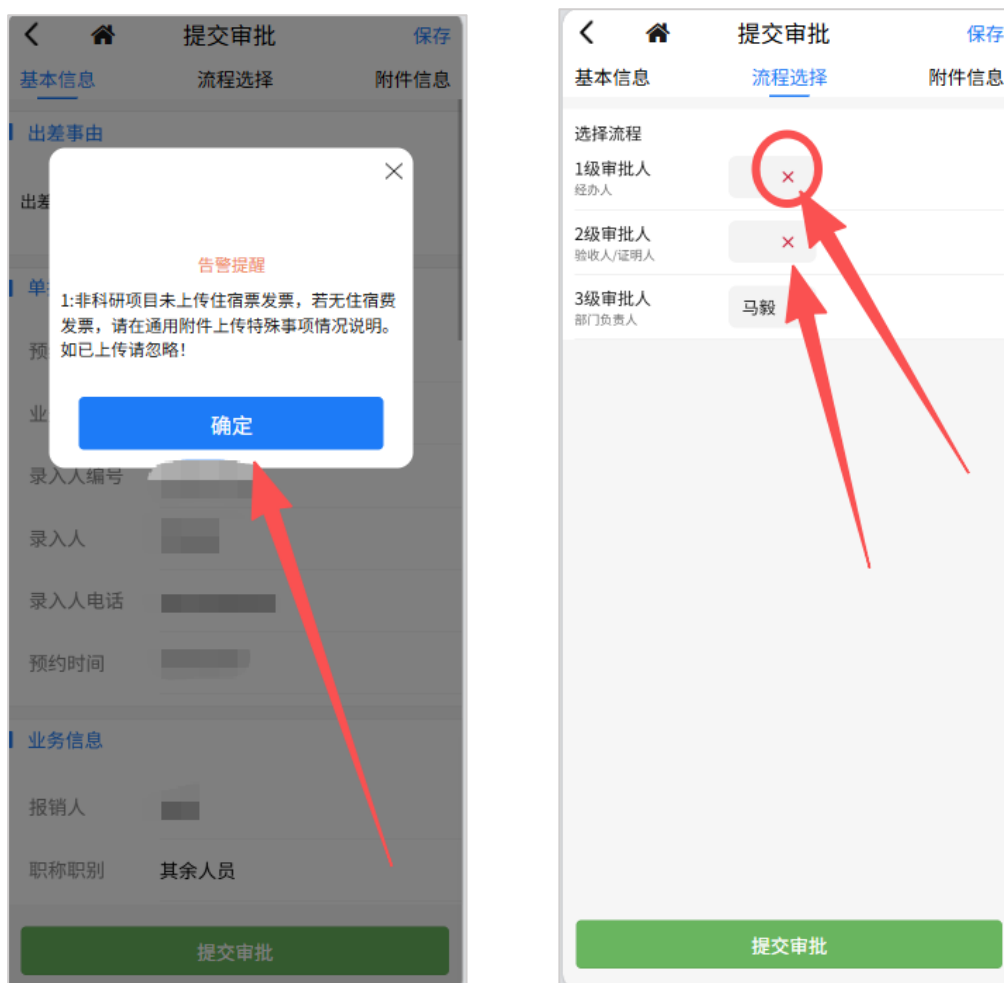 提交审批
保存
基本信息
流程选择
附件信息
出差事由
出差
告警提醒
1:非科研项目未上传住宿票发票，若无住宿费
发票，请在通用附件上传特殊事项情况说明。
如已上传请忽略！
确定
单
预
业
录入人编号
录入人
录入人电话
预约时间
业务信息
报销人
职称职别
其余人员
提交审批
提交审批
保存
基本信息
流程选择
附件信息
选择流程
1级审批人
经办人
2级审批人
验收人/证明人
3级审批人
部门负责人
马毅
提交审批